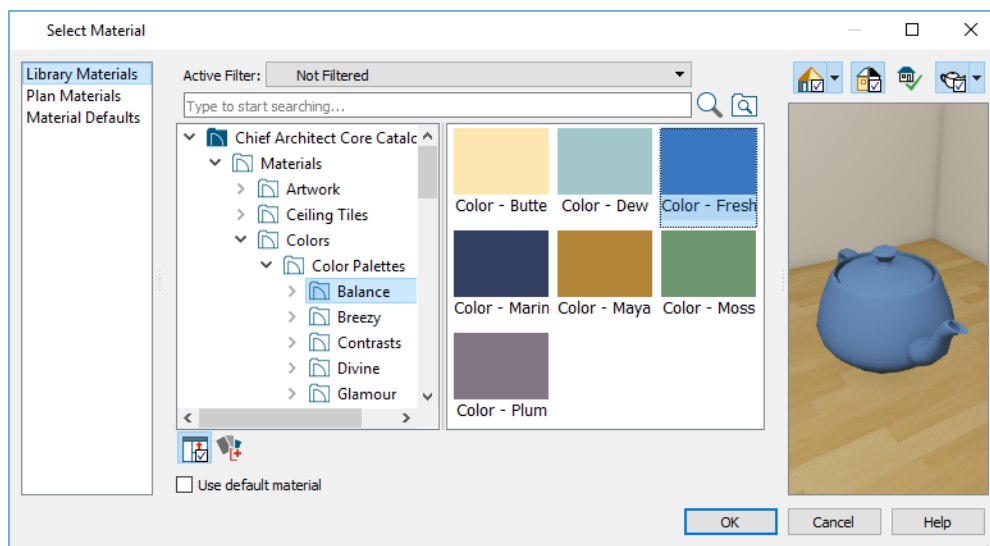 Select Material
Library Materials
Plan Materials
Material Defaults
Active Filter: Not Filtered
Type to start searching...
Chief Architect Core Catalc
Materials
Artwork
Ceiling Tiles
Colors
Color Palettes
Balance
Breezy
Contrasts
Divine
Glamour
Color - Butte Color - Dew Color - Fresh
Color - Marin Color - Maya Color - Moss
Color - Plum
Use default material
OK Cancel Help